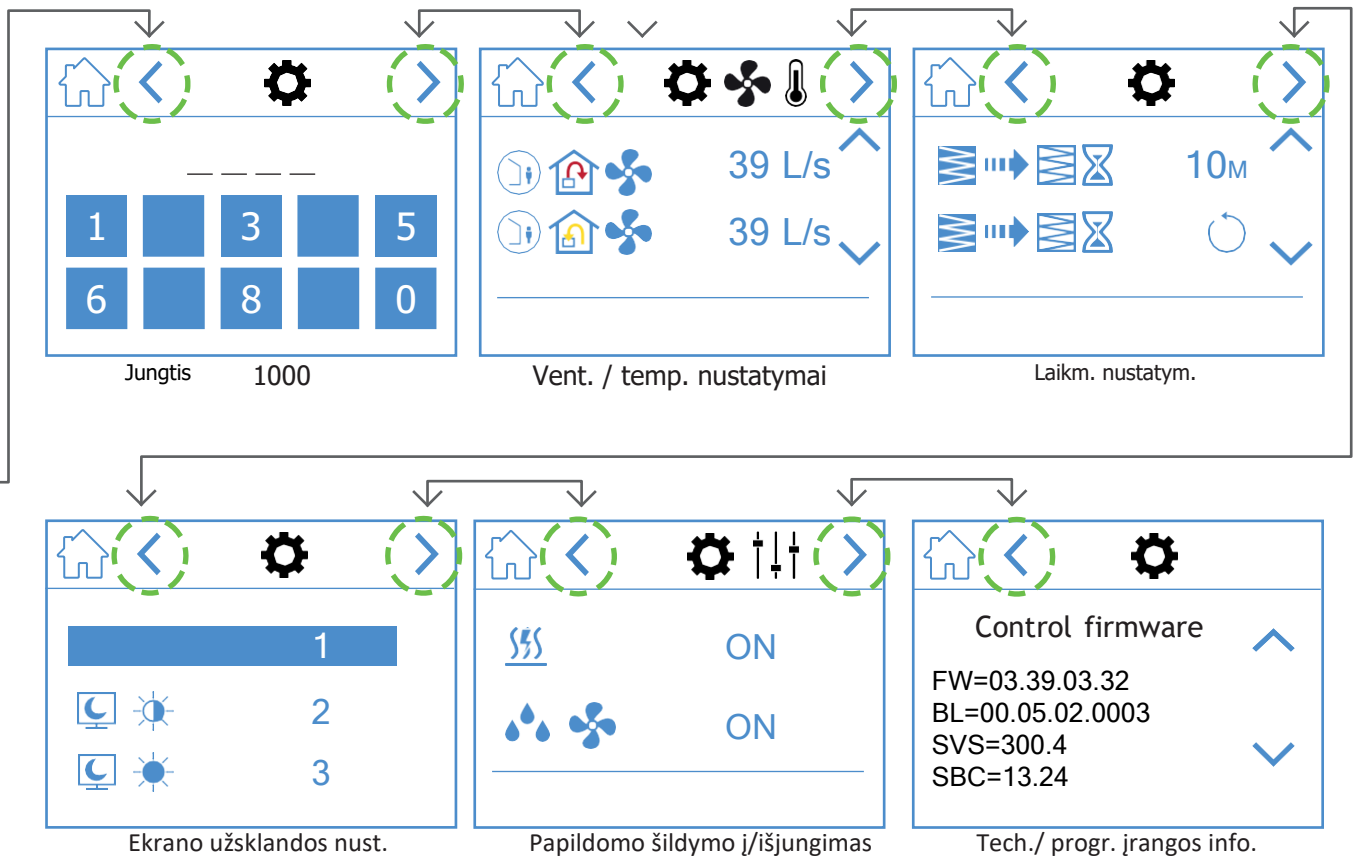 _ _ _ _
1 3 5
6 8 0
Jungtis 1000
39 L/s
39 L/s
Vent. / temp. nustatymai
10M
Laikm. nustatym.
1
2
3
Ekrano užsklandos nust.
ON
ON
Papildomo šildymo į/išjungimas
Control firmware
FW=03.39.03.32
BL=00.05.02.0003
SVS=300.4
SBC=13.24
Tech./ progr. įrangos info.